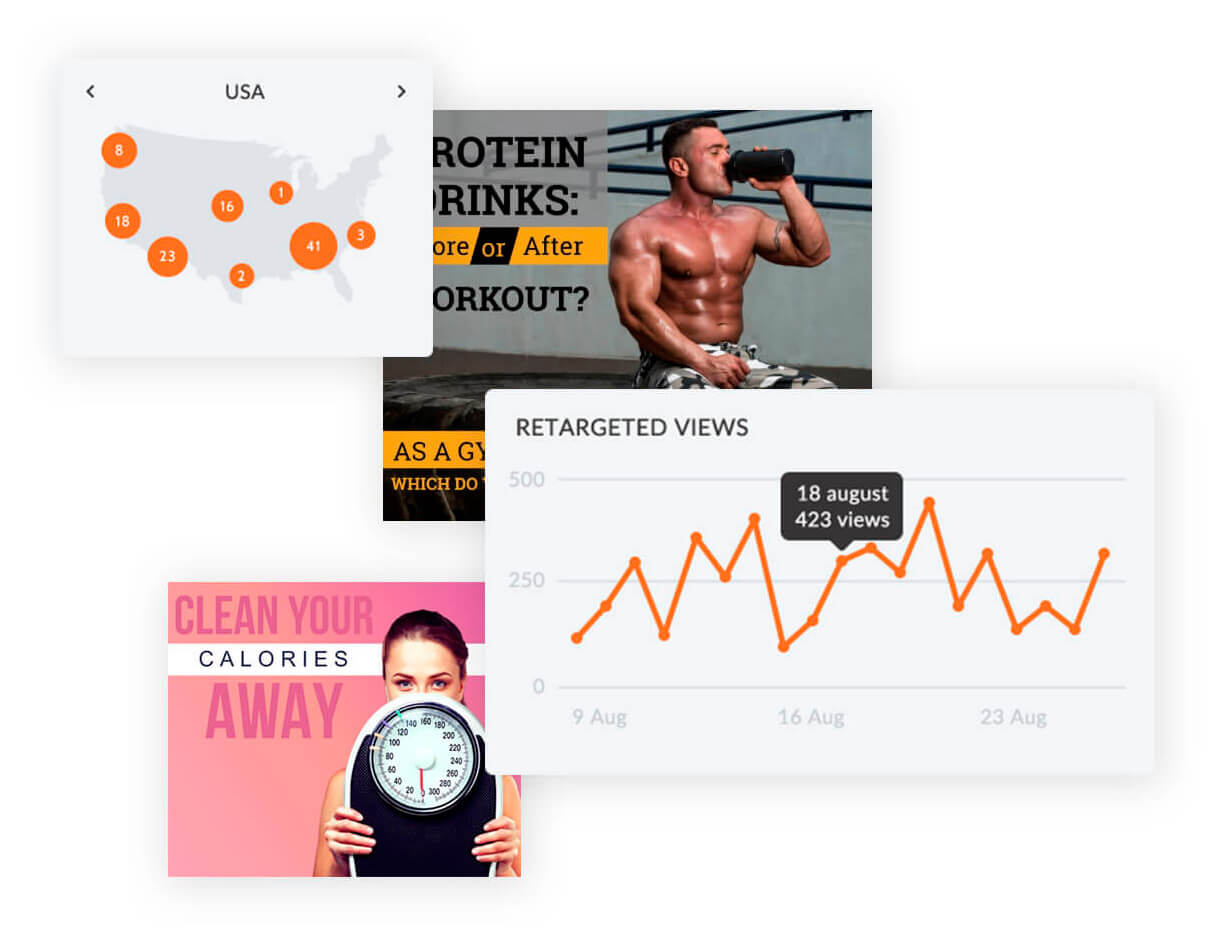 USA
8
1
16
18
3
41
23
2
ROTEIN
DRINKS:
ore or After
ORKOUT?
AS A GY
WHICH DO
RETARGETED VIEWS
500
18 august
423 views
250
0
9 Aug
16 Aug
23 Aug
CLEAN YOUR
CALORIES
AWAY
0
20
40
60
80
100
120
140
160
180
200
220
240
260
280
300